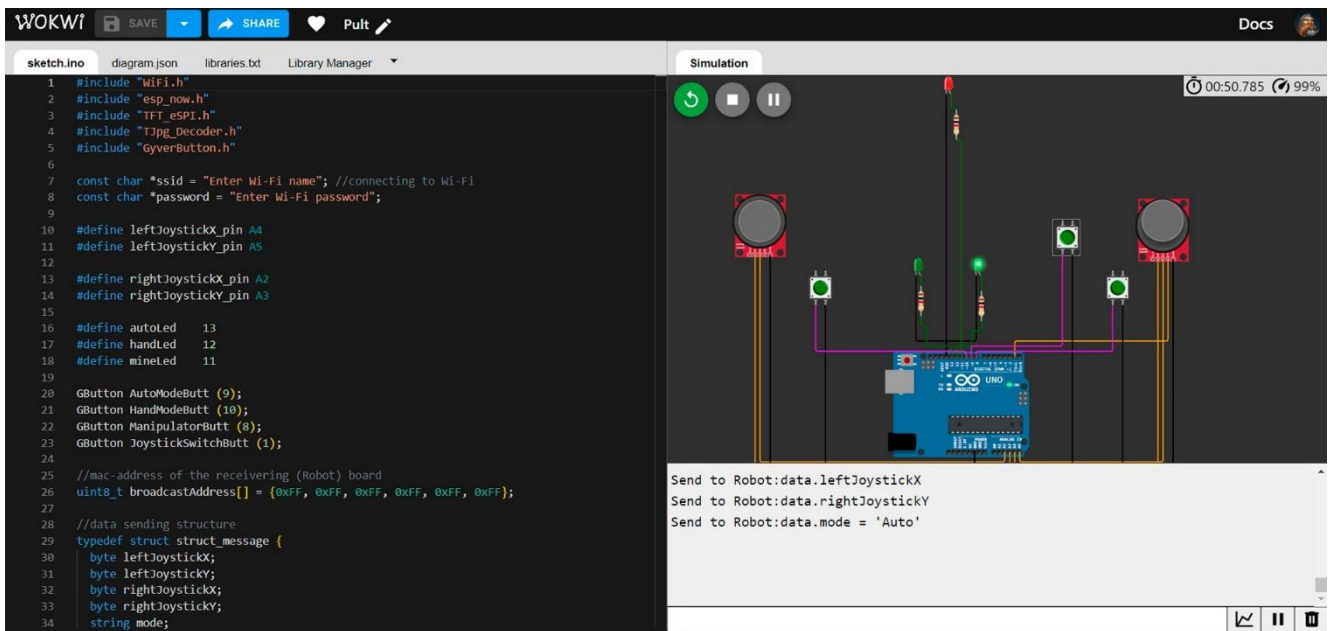 WOKWI SAVE SHARE Pult Docs
sketch.ino diagram.json libraries.txt Library Manager
1 #include "WiFi.h"
2 #include "esp_now.h"
3 #include "TFT_eSPI.h"
4 #include "TJpg_Decoder.h"
5 #include "GyverButton.h"
6
7 const char *ssid = "Enter Wi-Fi name"; //connecting to Wi-Fi
8 const char *password = "Enter Wi-Fi password";
9
10 #define leftJoystickX_pin A4
11 #define leftJoystickY_pin A5
12
13 #define rightJoystickX_pin A2
14 #define rightJoystickY_pin A3
15
16 #define autoLed 13
17 #define handLed 12
18 #define mineLed 11
19
20 GButton AutoModeButt (9);
21 GButton HandModeButt (10);
22 GButton ManipulatorButt (8);
23 GButton JoystickSwitchButt (1);
24
25 //mac-address of the receivering (Robot) board
26 uint8_t broadcastAddress[] = {0xFF, 0xFF, 0xFF, 0xFF, 0xFF, 0xFF};
27
28 //data sending structure
29 typedef struct struct_message {
30 byte leftJoystickX;
31 byte leftJoystickY;
32 byte rightJoystickX;
33 byte rightJoystickY;
34 string mode;
Simulation
00:50.785 99%
UNO
ARDUINO
Send to Robot:data.leftJoystickX
Send to Robot:data.rightJoystickY
Send to Robot:data.mode = 'Auto'